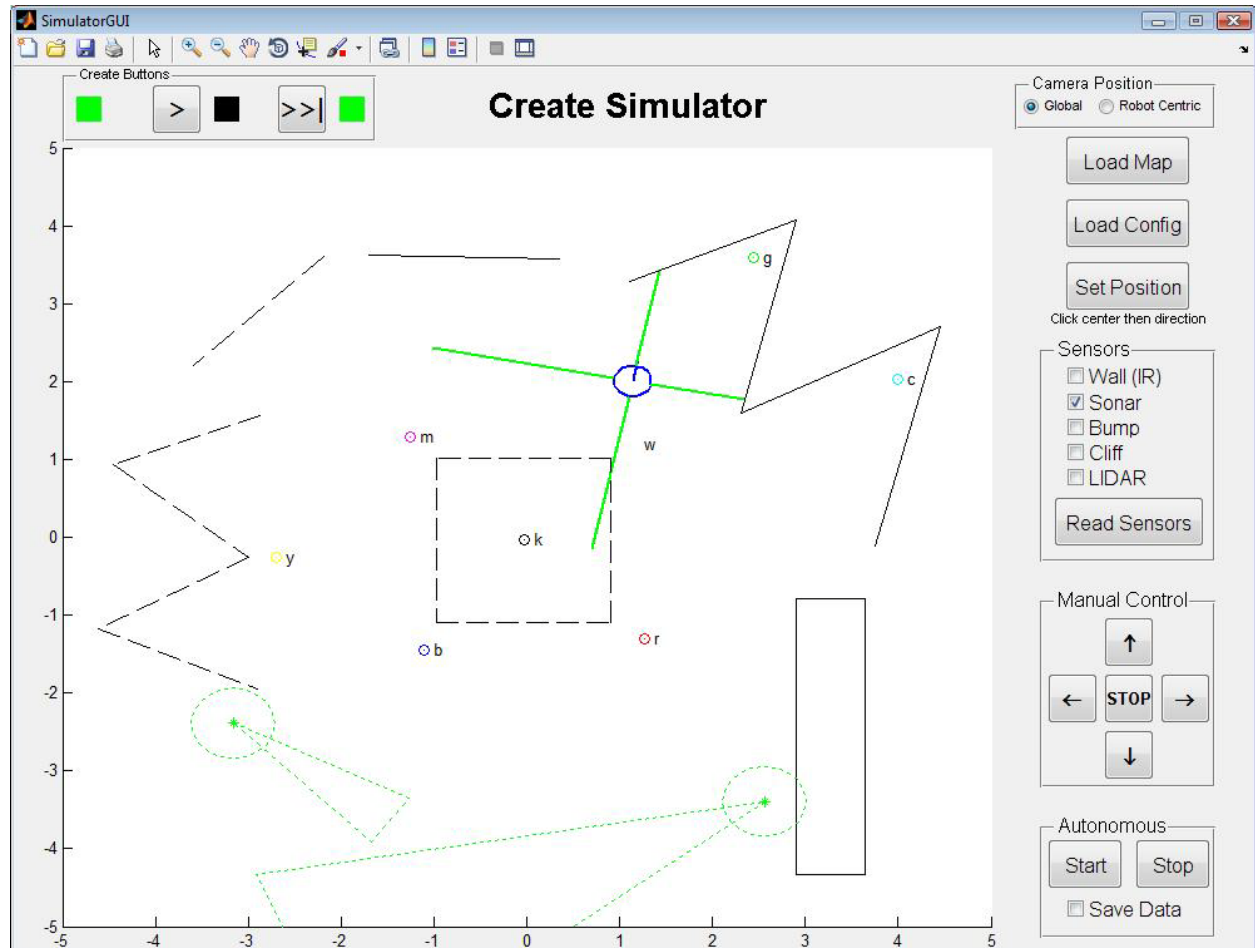 SimulatorGUI
Create Buttons
>
>>|
Create Simulator
Camera Position
Global Robot Centric
Load Map
Load Config
Set Position
Click center then direction
Sensors
Wall (IR)
Sonar
Bump
Cliff
LIDAR
Read Sensors
Manual Control
↑
← STOP →
↓
Autonomous
Start Stop
Save Data
5
4
3
2
1
0
-1
-2
-3
-4
-5
-5 -4 -3 -2 -1 0 1 2 3 4 5
g
c
m
w
k
y
b
r